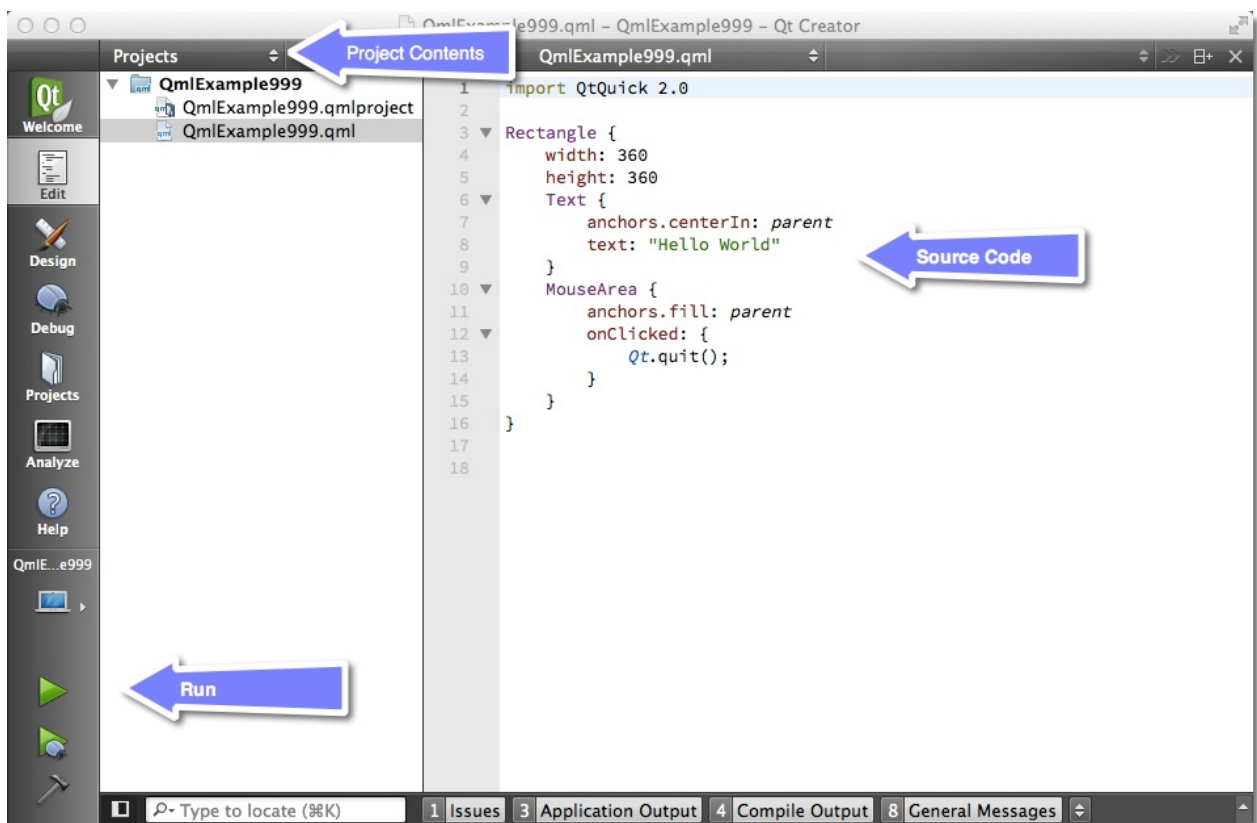 QmlExample999.qml – QmlExample999 – Qt Creator
Projects
Project Contents
QmlExample999.qml
Welcome
Edit
Design
Debug
Projects
Analyze
Help
QmlE...e999
QmlExample999
QmlExample999.qmlproject
QmlExample999.qml
1 import QtQuick 2.0
2
3 Rectangle {
4 width: 360
5 height: 360
6 Text {
7 anchors.centerIn: parent
8 text: "Hello World"
9 }
10 MouseArea {
11 anchors.fill: parent
12 onClicked: {
13 Qt.quit();
14 }
15 }
16 }
17
18
Source Code
Run
Type to locate (⌘K)
1 Issues 3 Application Output 4 Compile Output 8 General Messages